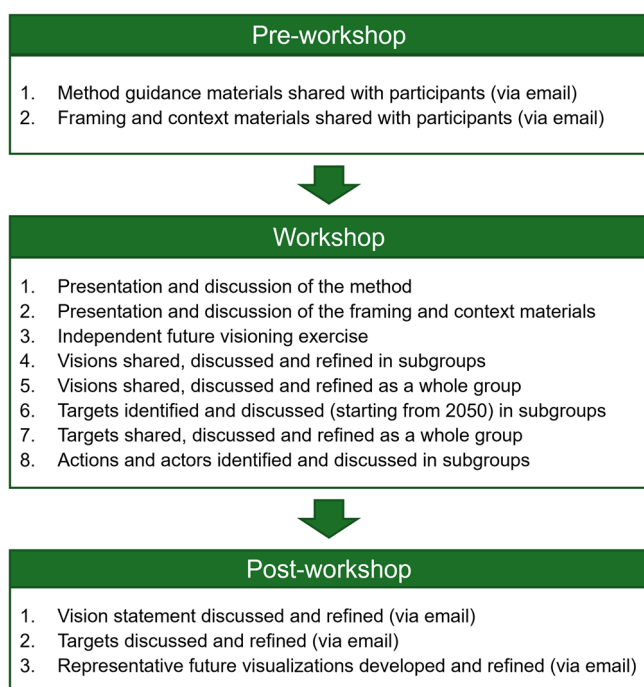 Pre-workshop
1. Method guidance materials shared with participants (via email)
2. Framing and context materials shared with participants (via email)
Workshop
1. Presentation and discussion of the method
2. Presentation and discussion of the framing and context materials
3. Independent future visioning exercise
4. Visions shared, discussed and refined in subgroups
5. Visions shared, discussed and refined as a whole group
6. Targets identified and discussed (starting from 2050) in subgroups
7. Targets shared, discussed and refined as a whole group
8. Actions and actors identified and discussed in subgroups
Post-workshop
1. Vision statement discussed and refined (via email)
2. Targets discussed and refined (via email)
3. Representative future visualizations developed and refined (via email)